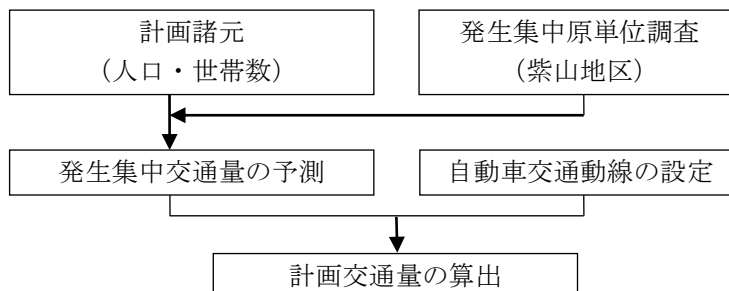 計画諸元
（人口・世帯数）
発生集中原単位調査
（紫山地区）
発生集中交通量の予測
自動車交通動線の設定
計画交通量の算出